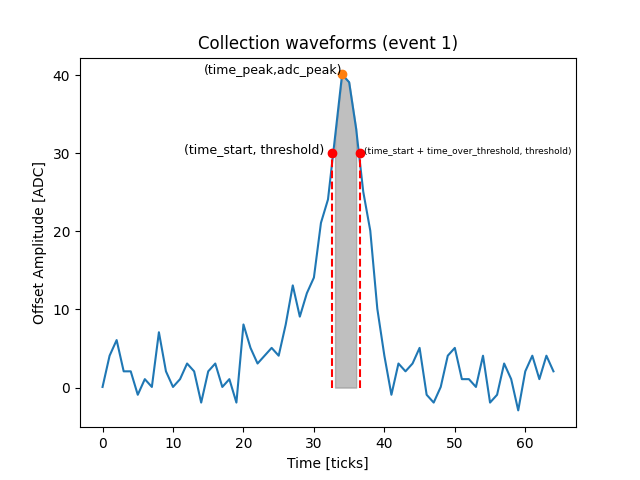 Collection waveforms (event 1)
(time_peak,adc_peak)
(time_start, threshold)
(time_start + time_over_threshold, threshold)
Offset Amplitude [ADC]
40
30
20
10
0
0 10 20 30 40 50 60
Time [ticks]